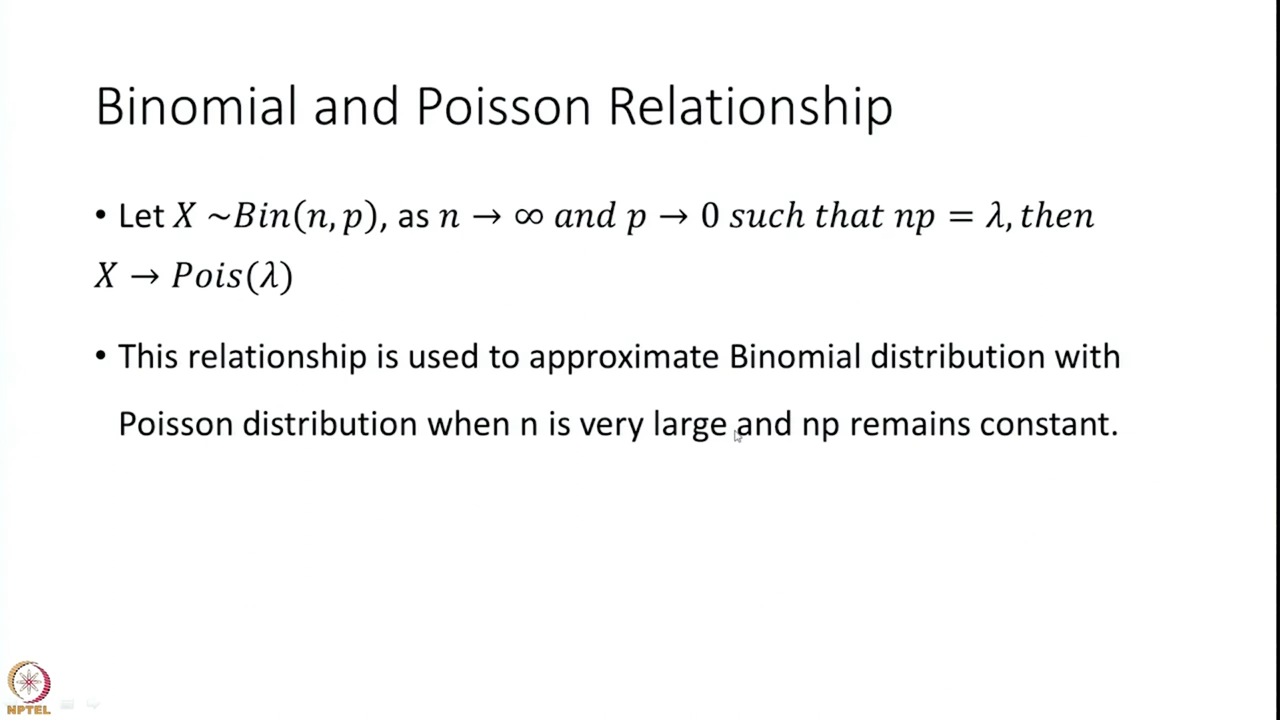 Binomial and Poisson Relationship
• Let X ~Bin(n, p), as n → ∞ and p → 0 such that np = λ, then
X → Pois(λ)
• This relationship is used to approximate Binomial distribution with
Poisson distribution when n is very large and np remains constant.
NPTEL